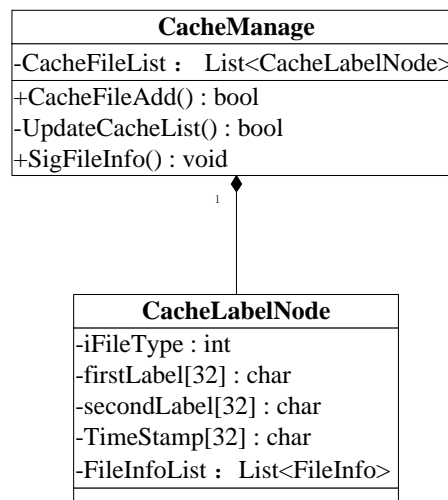 CacheManage
-CacheFileList： List<CacheLabelNode>
+CacheFileAdd() : bool
-UpdateCacheList() : bool
+SigFileInfo() : void
1
CacheLabelNode
-iFileType : int
-firstLabel[32] : char
-secondLabel[32] : char
-TimeStamp[32] : char
-FileInfoList： List<FileInfo>